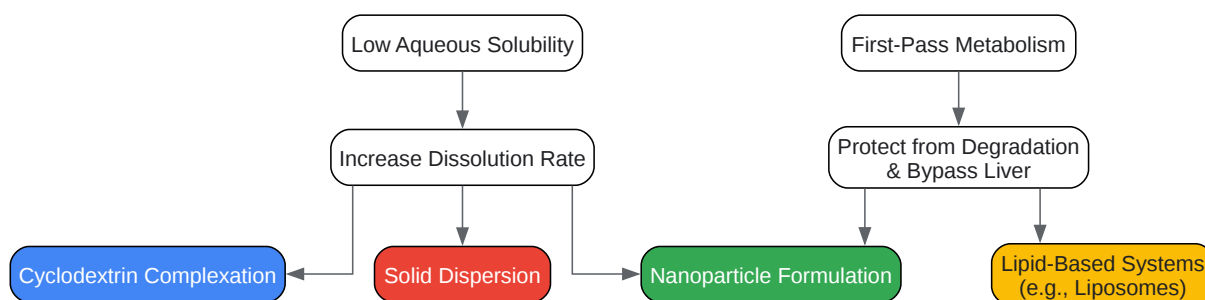 Low Aqueous Solubility
First-Pass Metabolism
Increase Dissolution Rate
Protect from Degradation
& Bypass Liver
Cyclodextrin Complexation
Solid Dispersion
Nanoparticle Formulation
Lipid-Based Systems
(e.g., Liposomes)